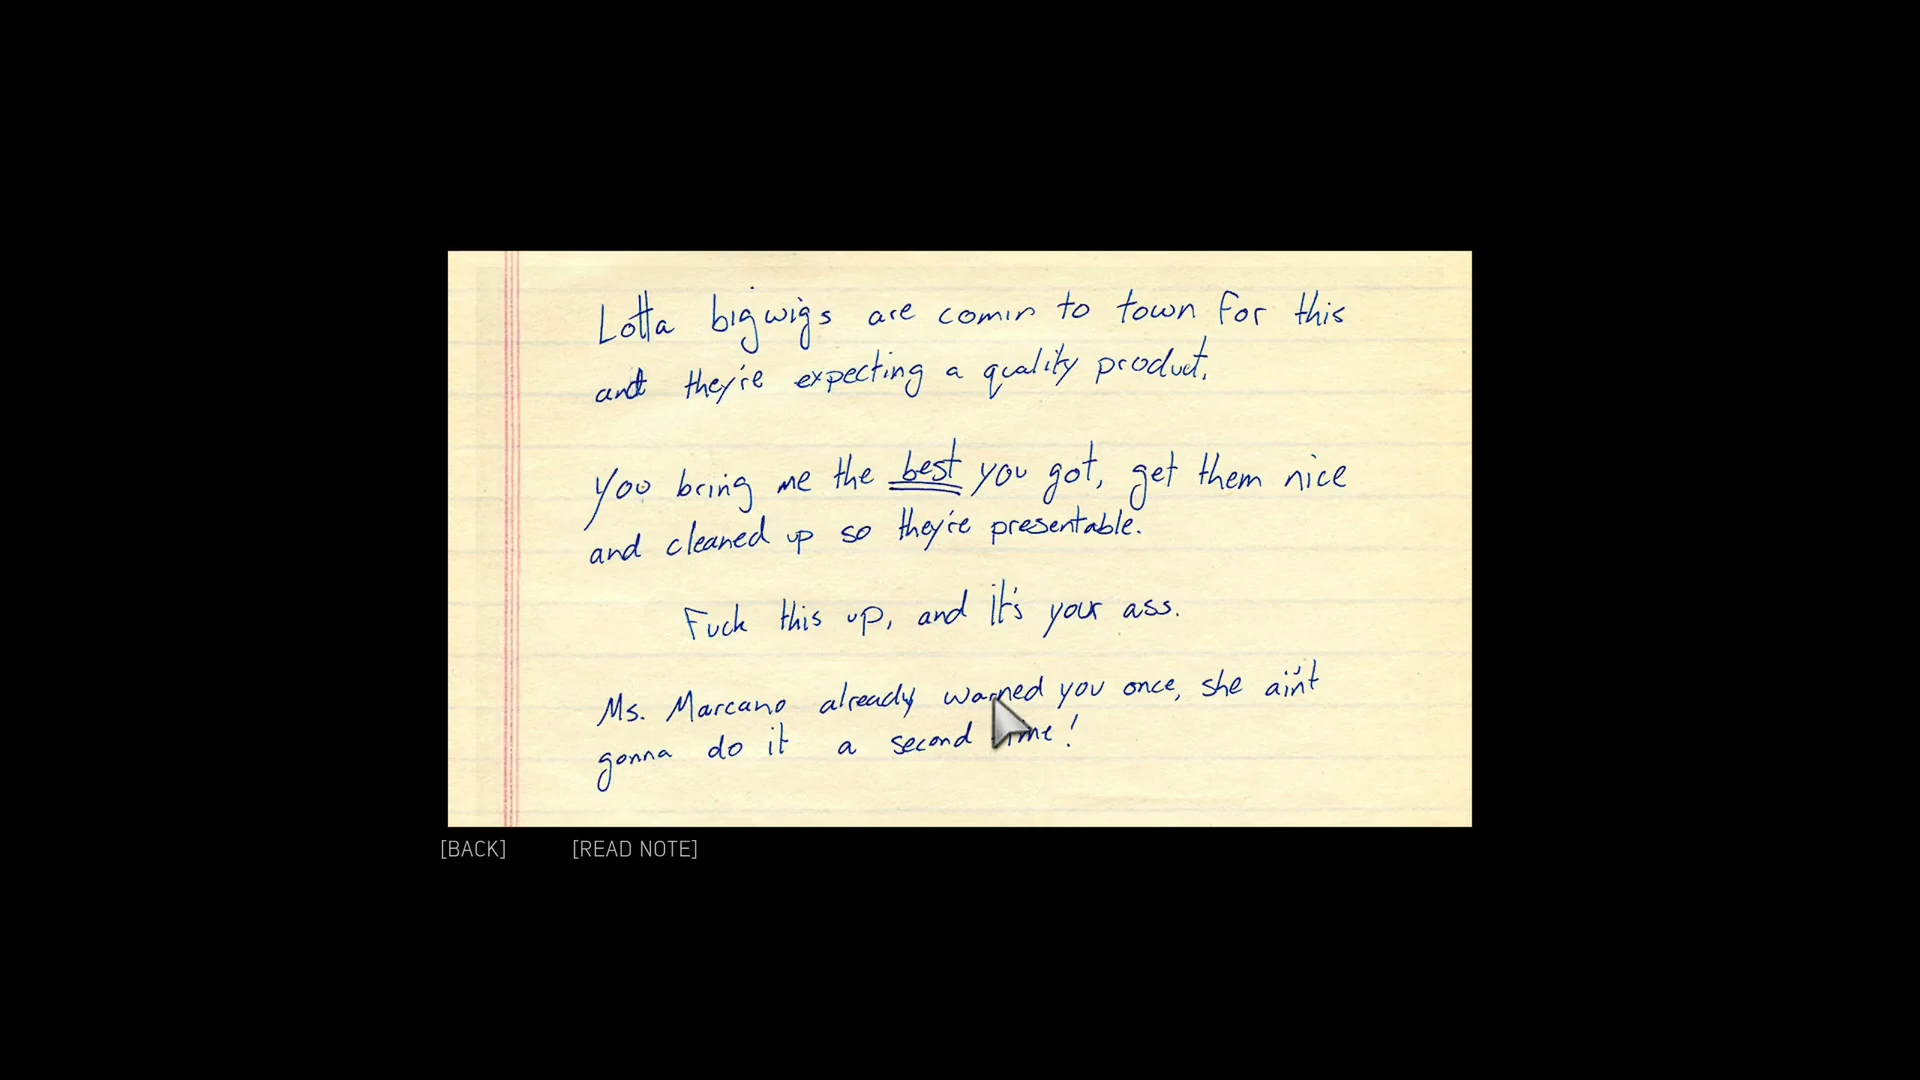 Lotta bigwigs are comin to town for this
and they're expecting a quality product.
You bring me the best you got, get them nice
and cleaned up so they're presentable.
Fuck this up, and it's your ass.
Ms. Marcano already warned you once, she ain't
gonna do it a second time!
[BACK] [READ NOTE]